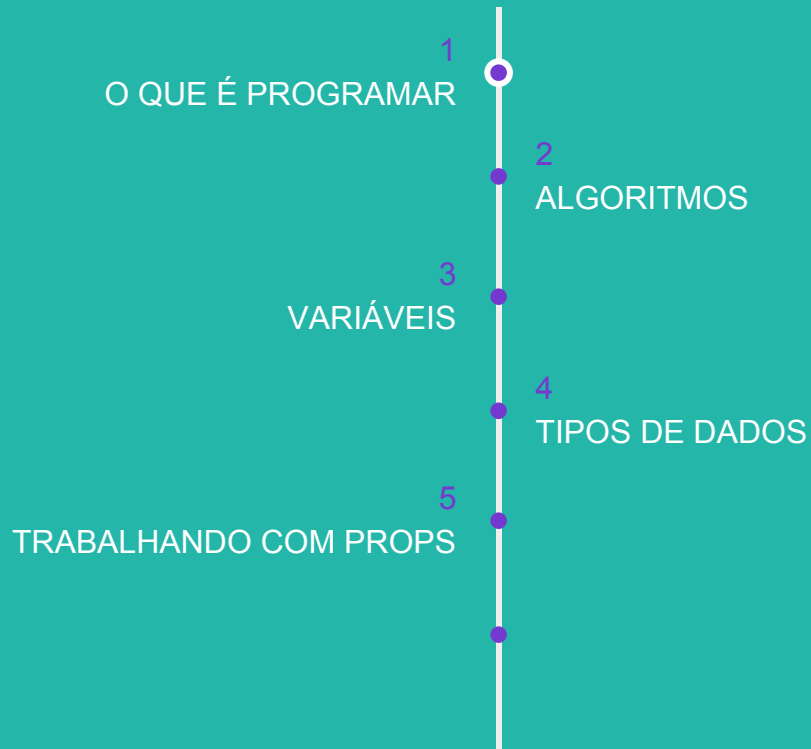 1
O QUE É PROGRAMAR
2
ALGORITMOS
3
VARIÁVEIS
4
TIPOS DE DADOS
5
TRABALHANDO COM PROPS